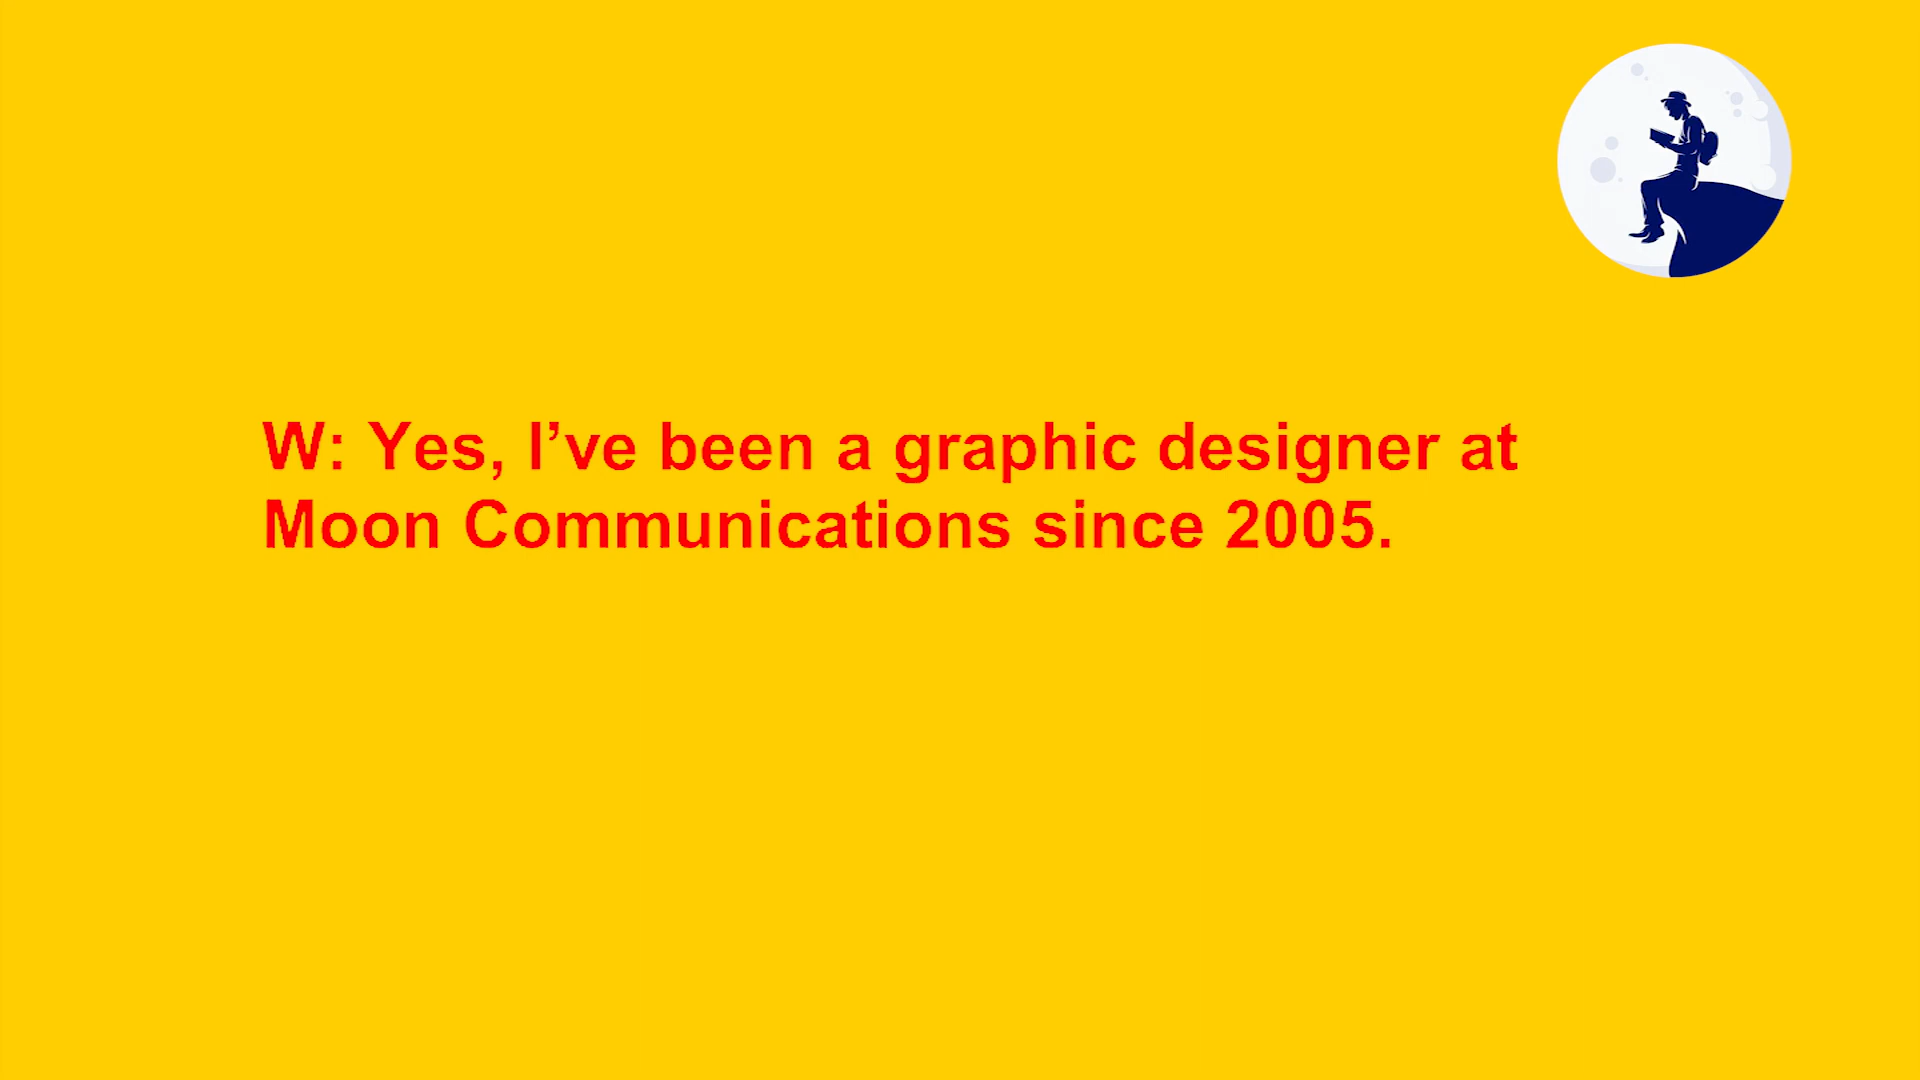 W: Yes, I’ve been a graphic designer at
Moon Communications since 2005.